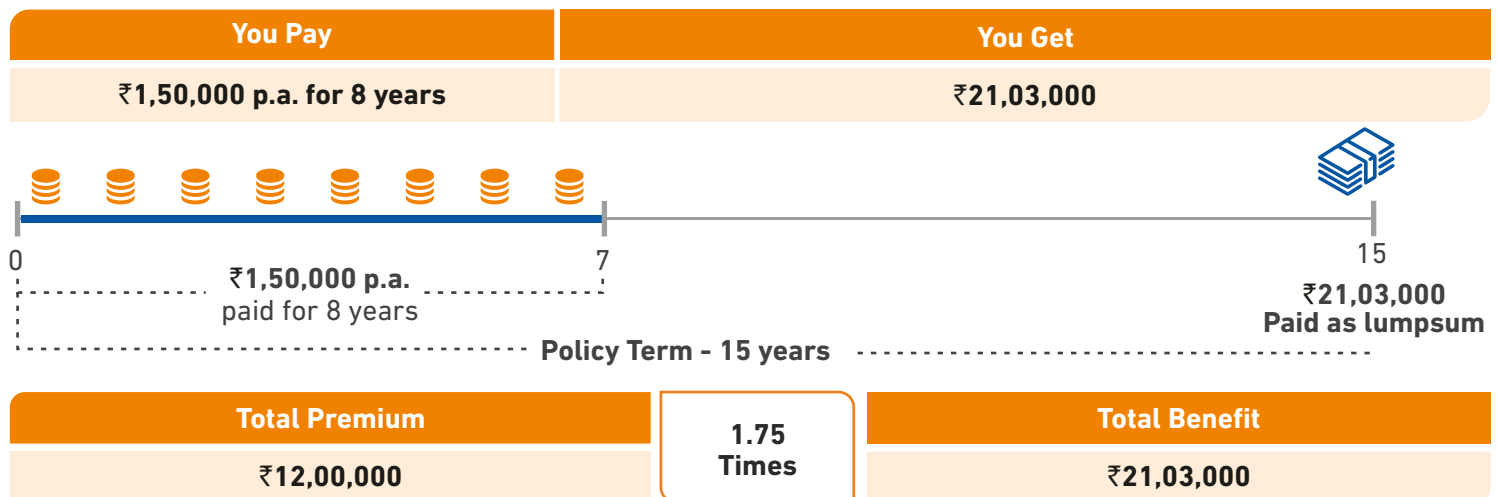 You Pay
You Get
₹1,50,000 p.a. for 8 years
₹21,03,000
0
7
15
₹1,50,000 p.a.
paid for 8 years
₹21,03,000
Paid as lumpsum
Policy Term - 15 years
Total Premium
1.75
Times
Total Benefit
₹12,00,000
₹21,03,000